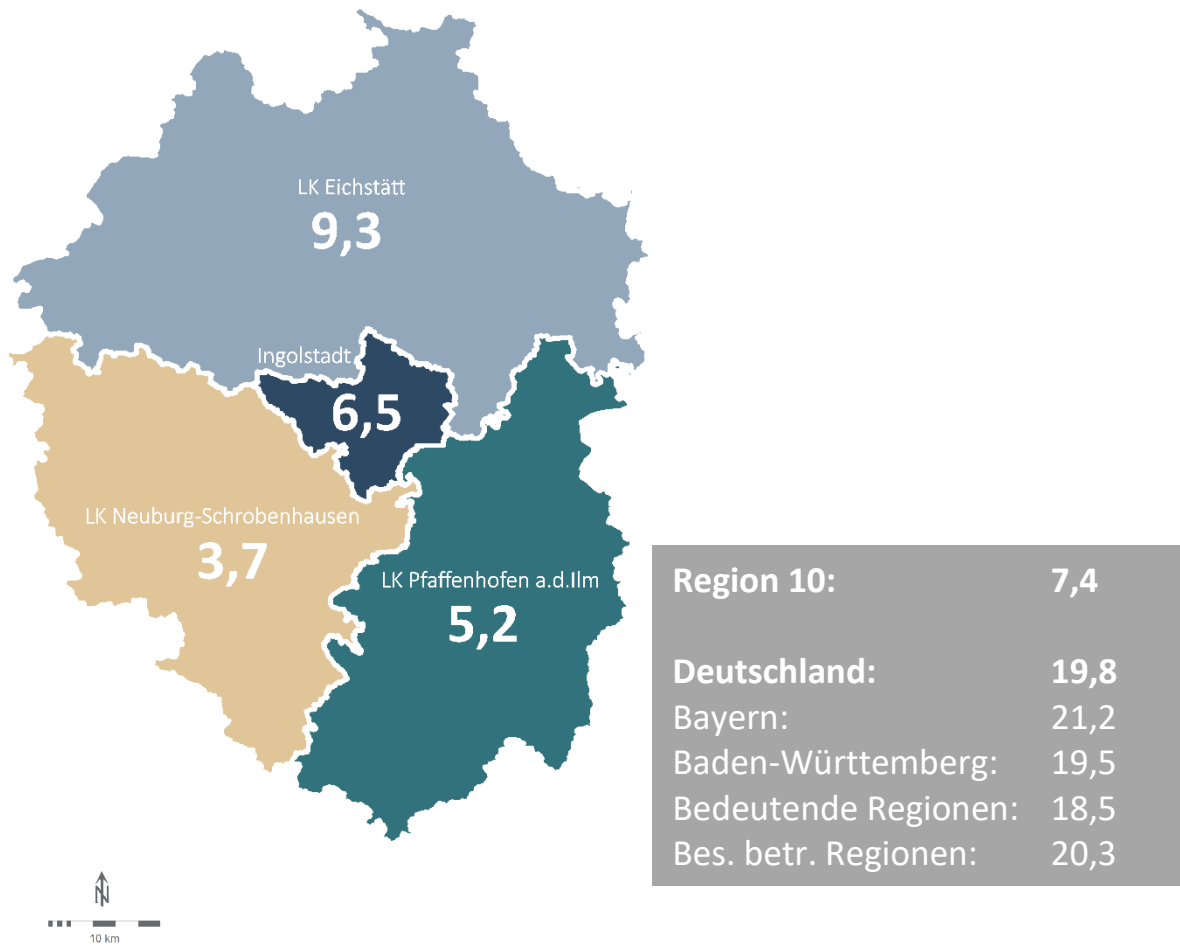 LK Eichstätt
9,3
Ingolstadt
6,5
LK Neuburg-Schrobenhausen
3,7
LK Pfaffenhofen a.d.Ilm
5,2
Region 10: 7,4
Deutschland: 19,8
Bayern: 21,2
Baden-Württemberg: 19,5
Bedeutende Regionen: 18,5
Bes. betr. Regionen: 20,3
N
10 km